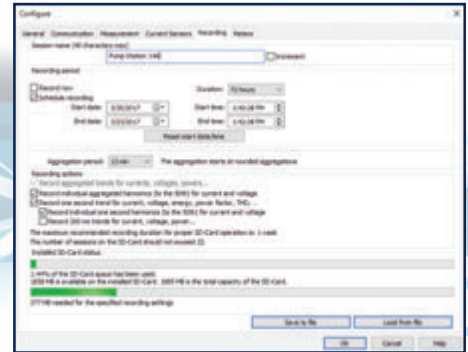 Configure
General Communication Measurement Current Sensors Recording Meters
Session name (40 characters max)
Pump Station 14
Increment
Recording period
Record now
Duration: 72 hours
Schedule recording
Start date: Start time:
End date: End time:
Reset start date/time
Aggregation period: 10 min The aggregation starts at rounded aggregations
Recording options
Record aggregated trends for currents, voltages, powers...
Record individual aggregated harmonics (to the 50th) for current and voltage
Record one second trend for current, voltage, energy, power factor, THD, ...
Record individual one second harmonics (to the 50th) for current and voltage
Record 200 ms trends for current, voltage, power...
The maximum recommended recording duration for proper SD-Card operation is: 1 week
The number of sessions on the SD-Card should not exceed 32.
Installed SD-Card status
of the SD-Card space has been used.
is available on the installed SD-Card. is the total capacity of the SD-Card.
377 MB needed for the specified recording settings
Save to file Load from file
OK Cancel Help